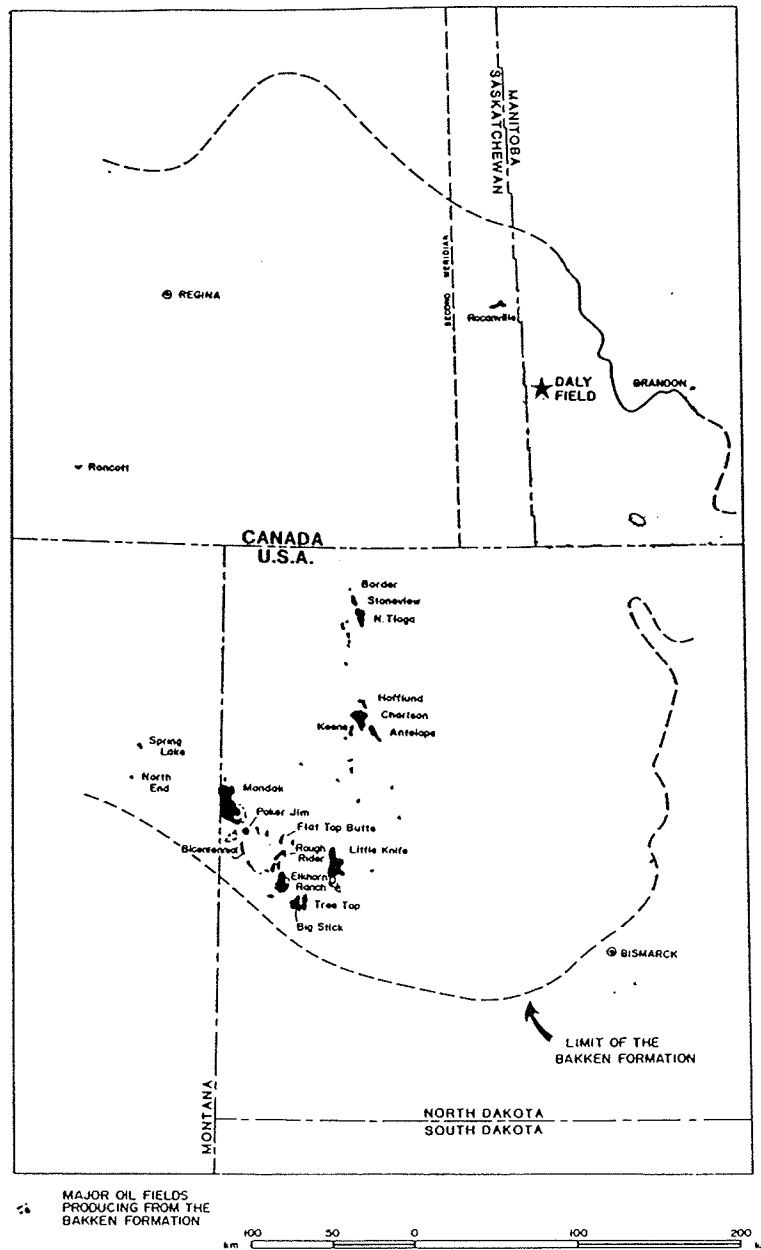 MANITOBA
SASKATCHEWAN
SECOND MERIDIAN
REGINA
Rocanville
DALY
FIELD
BRANDON
Roncott
CANADA
U.S.A.
Border
Stoneview
N. Tioga
Hofflund
Charlson
Keene
Antelope
Spring
Lake
North
End
Mondak
Poker Jim
Flat Top Butte
Bicentennial
Rough
Rider
Little Knife
Elkhorn
Ranch
Tree Top
Big Stick
BISMARCK
LIMIT OF THE
BAKKEN FORMATION
MONTANA
NORTH DAKOTA
SOUTH DAKOTA
MAJOR OIL FIELDS
PRODUCING FROM THE
BAKKEN FORMATION
100 50 0 100 200
km